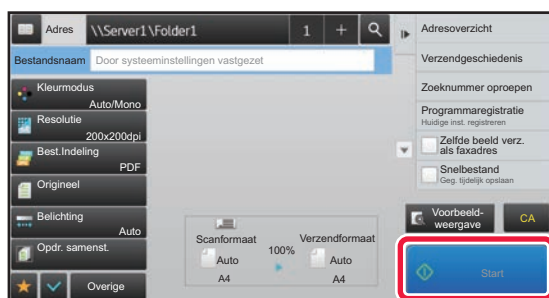 Adres
\\Server1\Folder1
1
+
Bestandsnaam
Door systeeminstellingen vastgezet
Kleurmodus
Auto/Mono
Resolutie
200x200dpi
Best.Indeling
PDF
Origineel
Belichting
Auto
Opdr. samenst.
Overige
Scanformaat
Auto
A4
100%
Verzendformaat
Auto
A4
Adresoverzicht
Verzendgeschiedenis
Zoeknummer oproepen
Programmaregistratie
Huidige inst. registreren
Zelfde beeld verz.
als faxadres
Snelbestand
Geg. tijdelijk opslaan
Voorbeeld-
weergave
CA
Start